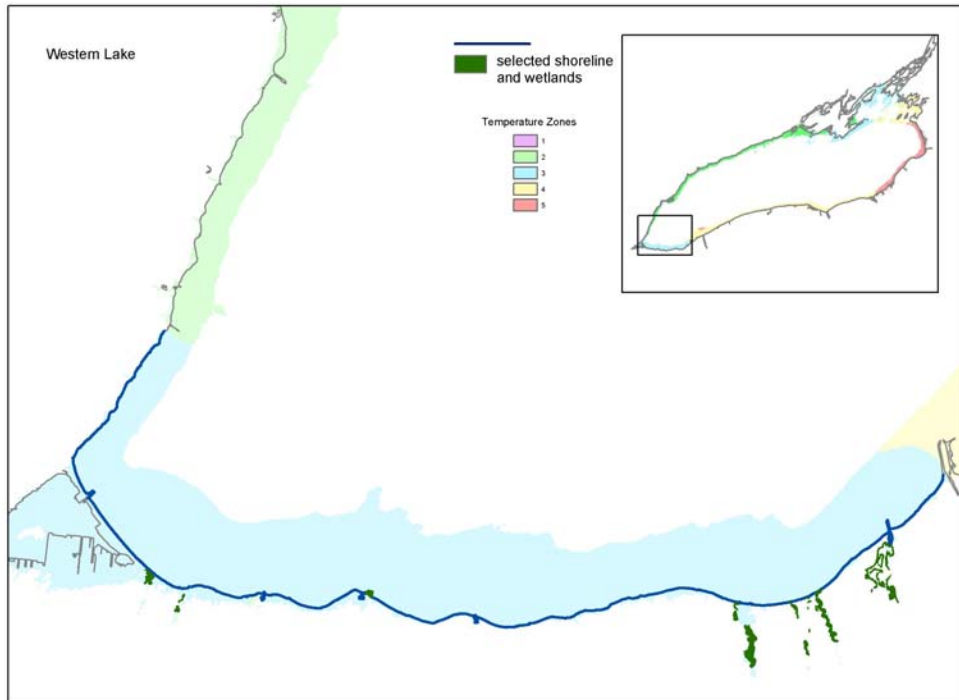 Western Lake
selected shoreline
and wetlands
Temperature Zones
1
2
3
4
5